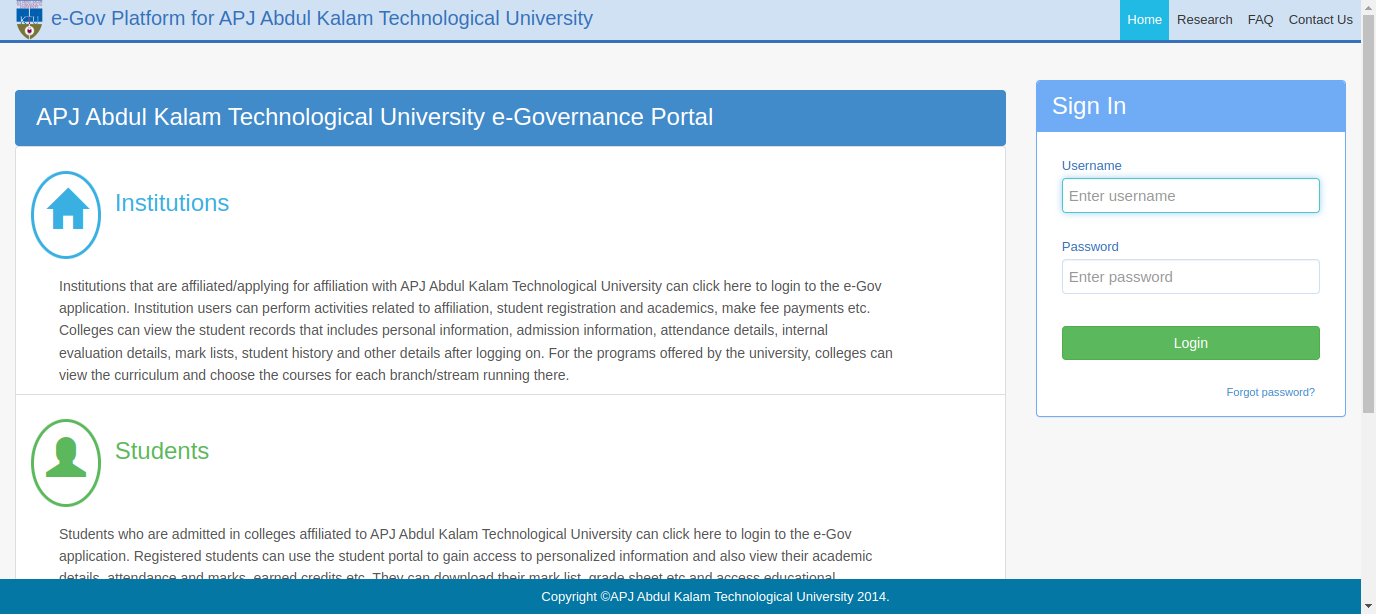 e-Gov Platform for APJ Abdul Kalam Technological University
Home Research FAQ Contact Us
APJ Abdul Kalam Technological University e-Governance Portal
Institutions
Institutions that are affiliated/applying for affiliation with APJ Abdul Kalam Technological University can click here to login to the e-Gov
application. Institution users can perform activities related to affiliation, student registration and academics, make fee payments etc.
Colleges can view the student records that includes personal information, admission information, attendance details, internal
evaluation details, mark lists, student history and other details after logging on. For the programs offered by the university, colleges can
view the curriculum and choose the courses for each branch/stream running there.
Students
Students who are admitted in colleges affiliated to APJ Abdul Kalam Technological University can click here to login to the e-Gov
application. Registered students can use the student portal to gain access to personalized information and also view their academic
details, attendance and marks, earned credits etc. They can download their mark list, grade sheet etc and access educational
Sign In
Username
Enter username
Password
Enter password
Login
Forgot password?
Copyright ©APJ Abdul Kalam Technological University 2014.